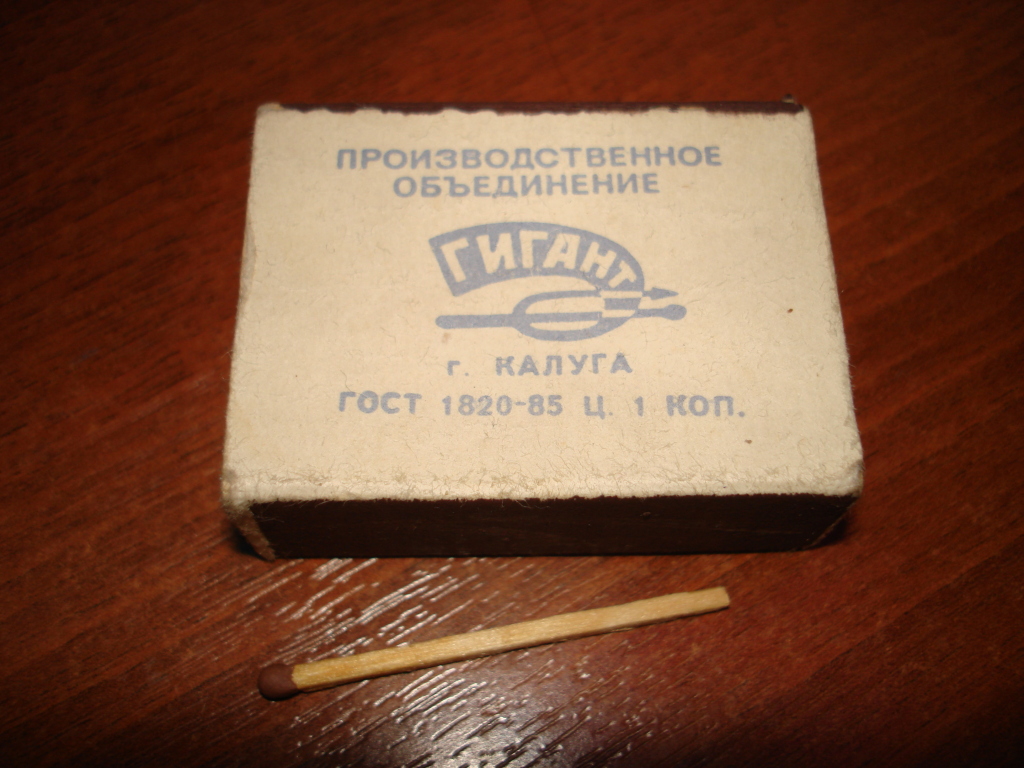 ПРОИЗВОДСТВЕННОЕ
ОБЪЕДИНЕНИЕ
ГИГАНТ
г. КАЛУГА
ГОСТ 1820-85 Ц. 1 КОП.